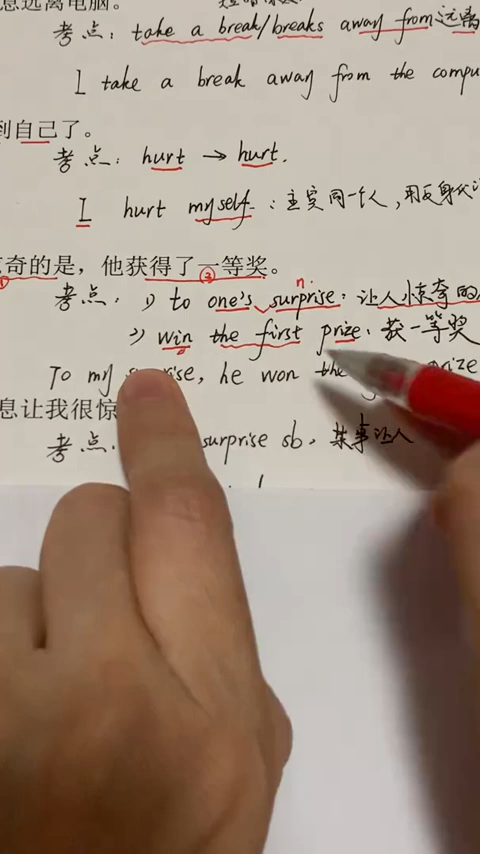 息远离电脑。
考点：take a break/breaks away from 远离
I take a break away from the compu
到自己了。
考点：hurt → hurt.
I hurt myself：主宾同一个人，用反身代
奇的是，他获得了一等奖。
① ② n
考点：1) to one's surprise：让人惊奇的
2) win the first prize：获一等奖
To my surprise, he won the prize
息让我很惊
考点 surprise sb. 某事让人